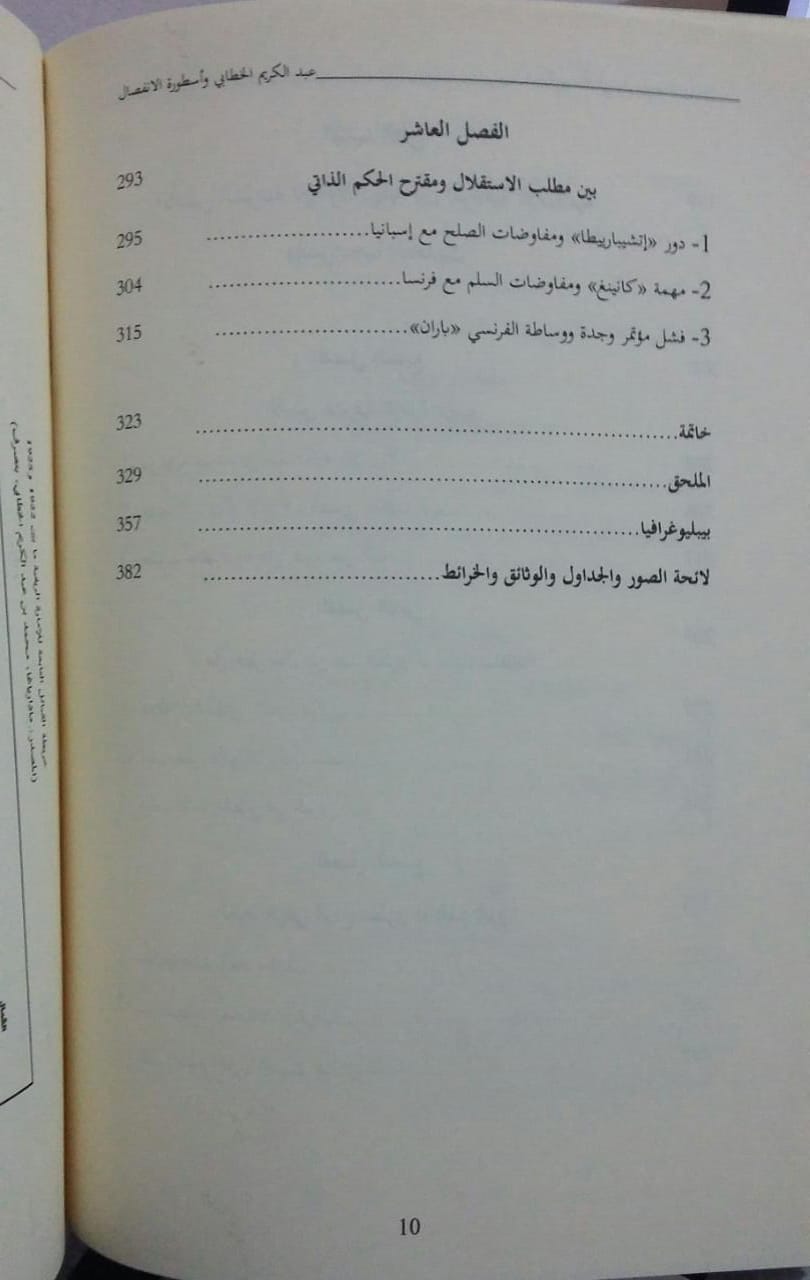 عبد الكريم الخطابي وأسطورة الانفصال
الفصل العاشر
بين مطلب الاستقلال ومقترح الحكم الذاتي 293
1- دور «إتشيبارييطا» ومفاوضات الصلح مع إسبانيا........................ 295
2- مهمة «كانينغ» ومفاوضات السلم مع فرنسا........................... 304
3- فشل مؤتمر وجدة ووساطة الفرنسي «باران»........................... 315
خاتمة............................................................ 323
الملحق........................................................... 329
بيبليوغرافيا....................................................... 357
لائحة الصور والجداول والوثائق والخرائط................................ 382
10